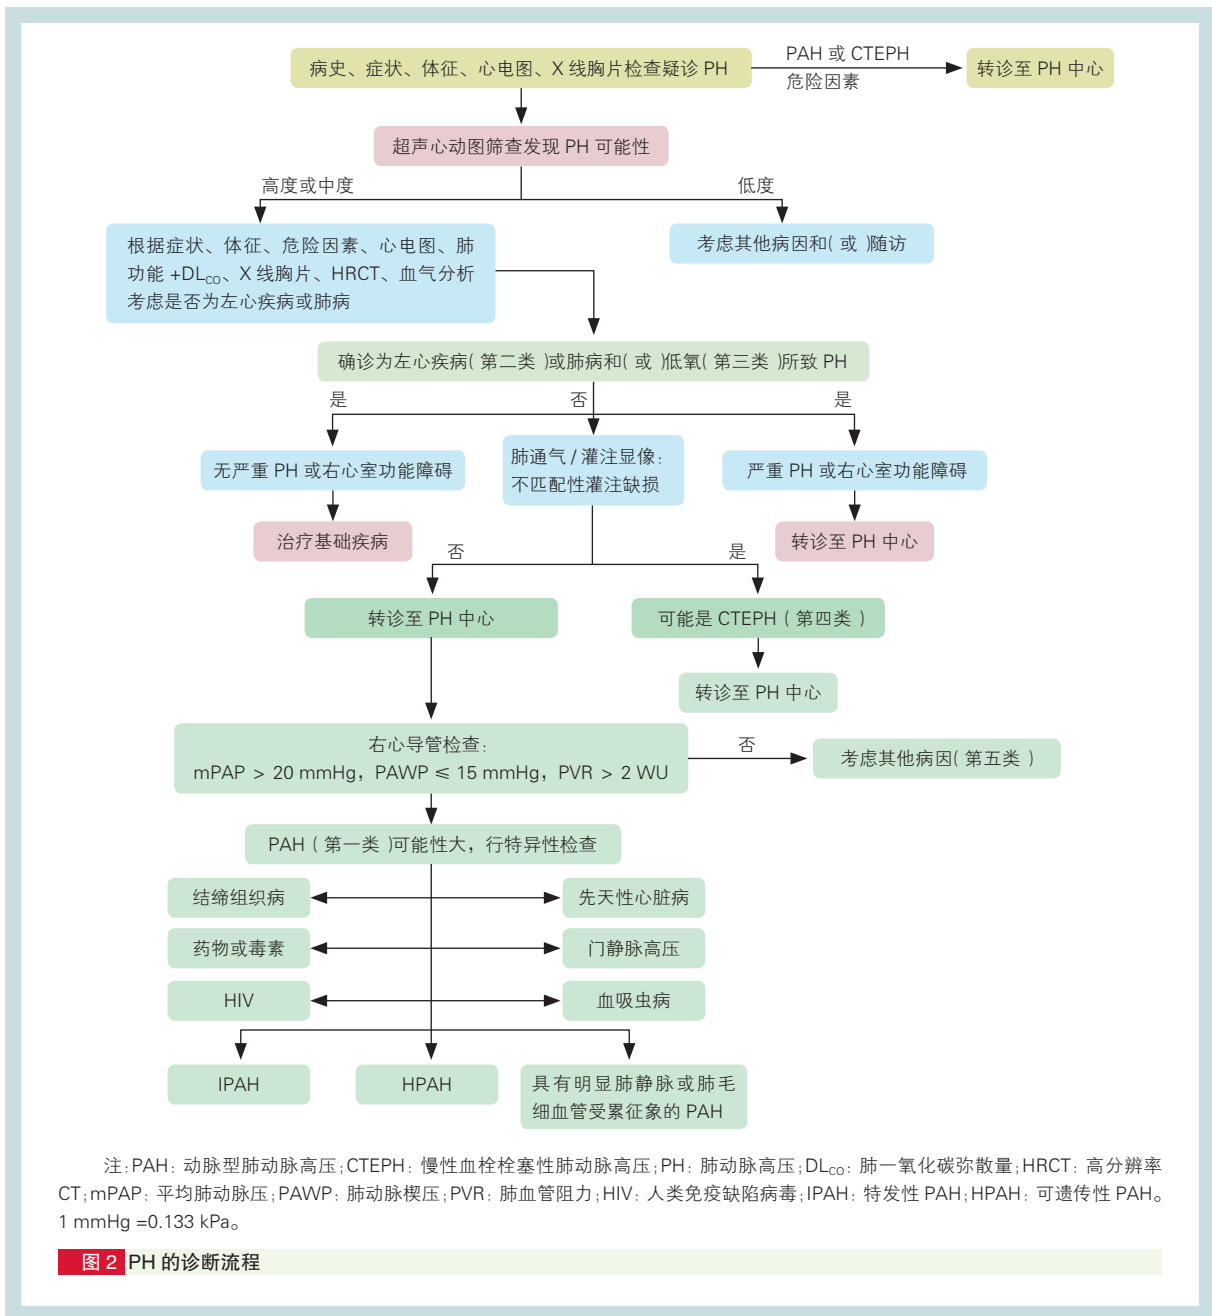 病史、症状、体征、心电图、X 线胸片检查疑诊 PH
PAH 或 CTEPH
危险因素
转诊至 PH 中心
超声心动图筛查发现 PH 可能性
高度或中度
低度
根据症状、体征、危险因素、心电图、肺
功能 +DLCO、X 线胸片、HRCT、血气分析
考虑是否为左心疾病或肺病
考虑其他病因和( 或 )随访
确诊为左心疾病( 第二类 )或肺病和( 或 )低氧( 第三类 )所致 PH
是
否
是
无严重 PH 或右心室功能障碍
肺通气 / 灌注显像:
不匹配性灌注缺损
严重 PH 或右心室功能障碍
治疗基础疾病
转诊至 PH 中心
否
是
转诊至 PH 中心
可能是 CTEPH ( 第四类 )
转诊至 PH 中心
右心导管检查:
mPAP > 20 mmHg, PAWP ≤ 15 mmHg, PVR > 2 WU
否
考虑其他病因( 第五类 )
PAH ( 第一类 )可能性大, 行特异性检查
结缔组织病
先天性心脏病
药物或毒素
门静脉高压
HIV
血吸虫病
IPAH
HPAH
具有明显肺静脉或肺毛
细血管受累征象的 PAH
注:PAH: 动脉型肺动脉高压;CTEPH: 慢性血栓栓塞性肺动脉高压;PH: 肺动脉高压;DLCO: 肺一氧化碳弥散量;HRCT: 高分辨率
CT;mPAP: 平均肺动脉压;PAWP: 肺动脉楔压;PVR: 肺血管阻力;HIV: 人类免疫缺陷病毒;IPAH: 特发性 PAH;HPAH: 可遗传性 PAH。
1 mmHg =0.133 kPa。
图 2 PH 的诊断流程